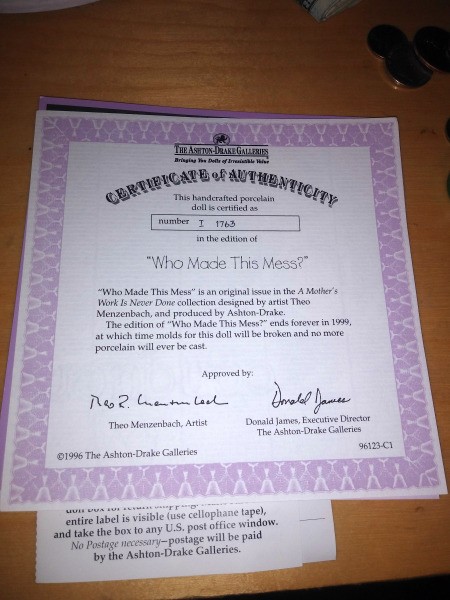 THE ASHTON-DRAKE GALLERIES
Bringing You Dolls of Irresistible Value
CERTIFICATE of AUTHENTICITY
This handcrafted porcelain
doll is certified as
number I 1763
in the edition of
"Who Made This Mess?"
"Who Made This Mess" is an original issue in the A Mother's
Work Is Never Done collection designed by artist Theo
Menzenbach, and produced by Ashton-Drake.
The edition of "Who Made This Mess?" ends forever in 1999,
at which time molds for this doll will be broken and no more
porcelain will ever be cast.
Approved by:
Theo Menzenbach, Artist
Donald James
Donald James, Executive Director
The Ashton-Drake Galleries
©1996 The Ashton-Drake Galleries
96123-C1
doll box for return shipping.
entire label is visible (use cellophane tape),
and take the box to any U.S. post office window.
No Postage necessary–postage will be paid
by the Ashton-Drake Galleries.